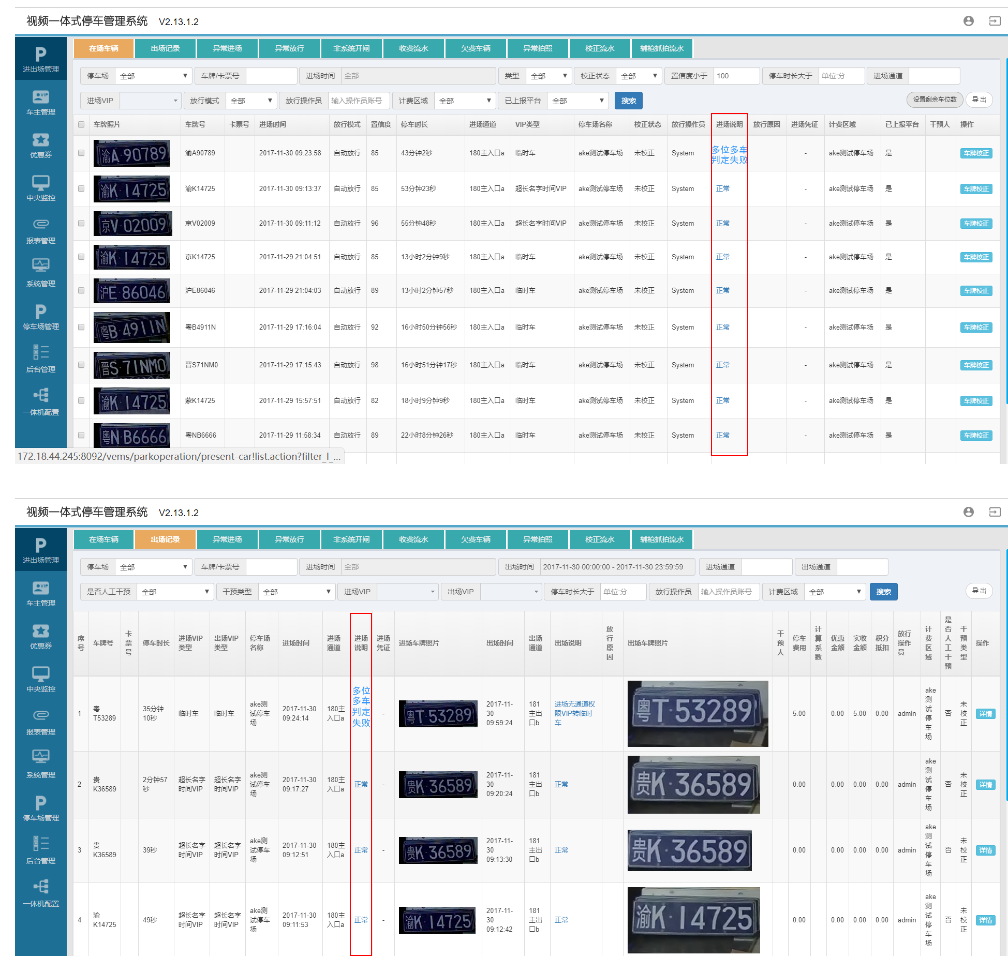 视频一体式停车管理系统 V2.13.1.2
P
进出场管理
车主管理
优惠券
中央监控
报表管理
系统管理
P
停车场管理
后台管理
一体机配置
在场车辆 出场记录 异常进场 异常放行 非系统开闸 收费流水 欠费车辆 异常拍照 校正流水 辅助抓拍流水
停车场 全部 车牌/卡票号 进场时间 全部 类型 全部 校正状态 全部 置信度小于 100 停车时长大于 单位:分 进场通道
进场VIP 放行模式 全部 放行操作员 输入操作员账号 计费区域 全部 已上报平台 全部 搜索 设置剩余车位数 导出
车牌照片 车牌号 卡票号 进场时间 放行模式 置信度 停车时长 进场通道 VIP类型 停车场名称 校正状态 放行操作员 进场说明 放行原因 进场凭证 计费区域 已上报平台 干预人 操作
渝A 90789 渝A90789 2017-11-30 09:23:58 自动放行 85 43分钟2秒 180主入口a 临时车 ake测试停车场 未校正 System 多位多车判定失败 - ake测试停车场 是 车牌校正
渝K 14725 渝K14725 2017-11-30 09:13:37 自动放行 85 53分钟23秒 180主入口a 超长名字时间VIP ake测试停车场 未校正 System 正常 - ake测试停车场 是 车牌校正
京V 02009 京V02009 2017-11-30 09:11:12 自动放行 96 55分钟48秒 180主入口a 超长名字时间VIP ake测试停车场 未校正 System 正常 - ake测试停车场 是 车牌校正
渝K 14725 京K14725 2017-11-29 21:04:51 自动放行 85 13小时2分钟9秒 180主入口a 临时车 ake测试停车场 未校正 System 正常 - ake测试停车场 是 车牌校正
沪E 86046 沪E86046 2017-11-29 21:04:03 自动放行 89 13小时2分钟57秒 180主入口a 临时车 ake测试停车场 未校正 System 正常 - ake测试停车场 是 车牌校正
粤B 4911N 粤B4911N 2017-11-29 17:16:04 自动放行 92 16小时50分钟56秒 180主入口a 临时车 ake测试停车场 未校正 System 正常 - ake测试停车场 是 车牌校正
晋S 71NM0 晋S71NM0 2017-11-29 17:15:43 自动放行 98 16小时51分钟17秒 180主入口a 临时车 ake测试停车场 未校正 System 正常 - ake测试停车场 是 车牌校正
渝K 14725 2017-11-29 15:57:51 自动放行 82 18小时9分钟9秒 180主入口a 临时车 ake测试停车场 未校正 System 正常 - ake测试停车场 是 车牌校正
粤N B6666 粤NB6666 2017-11-29 11:58:34 自动放行 89 22小时8分钟26秒 180主入口a 临时车 ake测试停车场 未校正 System 正常 - ake测试停车场 是 车牌校正
172.18.44.245:8092/vems/parkoperation/present_car!list.action?filter_I_...
视频一体式停车管理系统 V2.13.1.2
P
进出场管理
车主管理
优惠券
中央监控
报表管理
系统管理
P
停车场管理
后台管理
一体机配置
在场车辆 出场记录 异常进场 异常放行 非系统开闸 收费流水 欠费车辆 异常拍照 校正流水 辅助抓拍流水
停车场 全部 车牌/卡票号 进场时间 全部 出场时间 2017-11-30 00:00:00 - 2017-11-30 23:59:59 进场通道 出场通道
是否人工干预 全部 干预类型 全部 进场VIP 出场VIP 停车时长大于 单位:分 放行操作员 输入操作员账号 计费区域 全部 搜索 导出
序号 车牌号 卡票号 停车时长 进场VIP类型 出场VIP类型 停车场名称 进场时间 进场通道 进场说明 进场凭证 进场车牌照片 出场时间 出场通道 出场说明 放行原因 出场车牌照片 干预人 停车费用 计算系数 优惠金额 实收金额 积分抵扣 放行操作员 计费区域 是否人工干预 干预类型 操作
1 粤T53289 35分钟10秒 临时车 临时车 ake测试停车场 2017-11-30 09:24:14 180主入口a 多位多车判定失败 - 粤T·53289 2017-11-30 09:59:24 181主出口b 进场无通道权限VIP转临时车 粤T·53289 5.00 0.00 5.00 0.00 admin ake测试停车场 否 未校正 详情
2 贵K36589 2分钟57秒 超长名字时间VIP 超长名字时间VIP ake测试停车场 2017-11-30 09:17:27 180主入口a 正常 - 贵K·36589 2017-11-30 09:20:24 181主出口b 正常 贵K·36589 0.00 0.00 0.00 0.00 admin ake测试停车场 否 未校正 详情
3 贵K36589 39秒 超长名字时间VIP 超长名字时间VIP ake测试停车场 2017-11-30 09:12:51 180主入口a 正常 - 贵K 36589 2017-11-30 09:13:30 181主出口b 正常 贵K·36589 0.00 0.00 0.00 0.00 admin ake测试停车场 否 未校正 详情
4 渝K14725 49秒 超长名字时间VIP 超长名字时间VIP ake测试停车场 2017-11-30 09:11:53 180主入口a 正常 - 渝K 14725 2017-11-30 09:12:42 181主出口b 正常 渝K·14725 0.00 0.00 0.00 0.00 admin ake测试停车场 否 未校正 详情